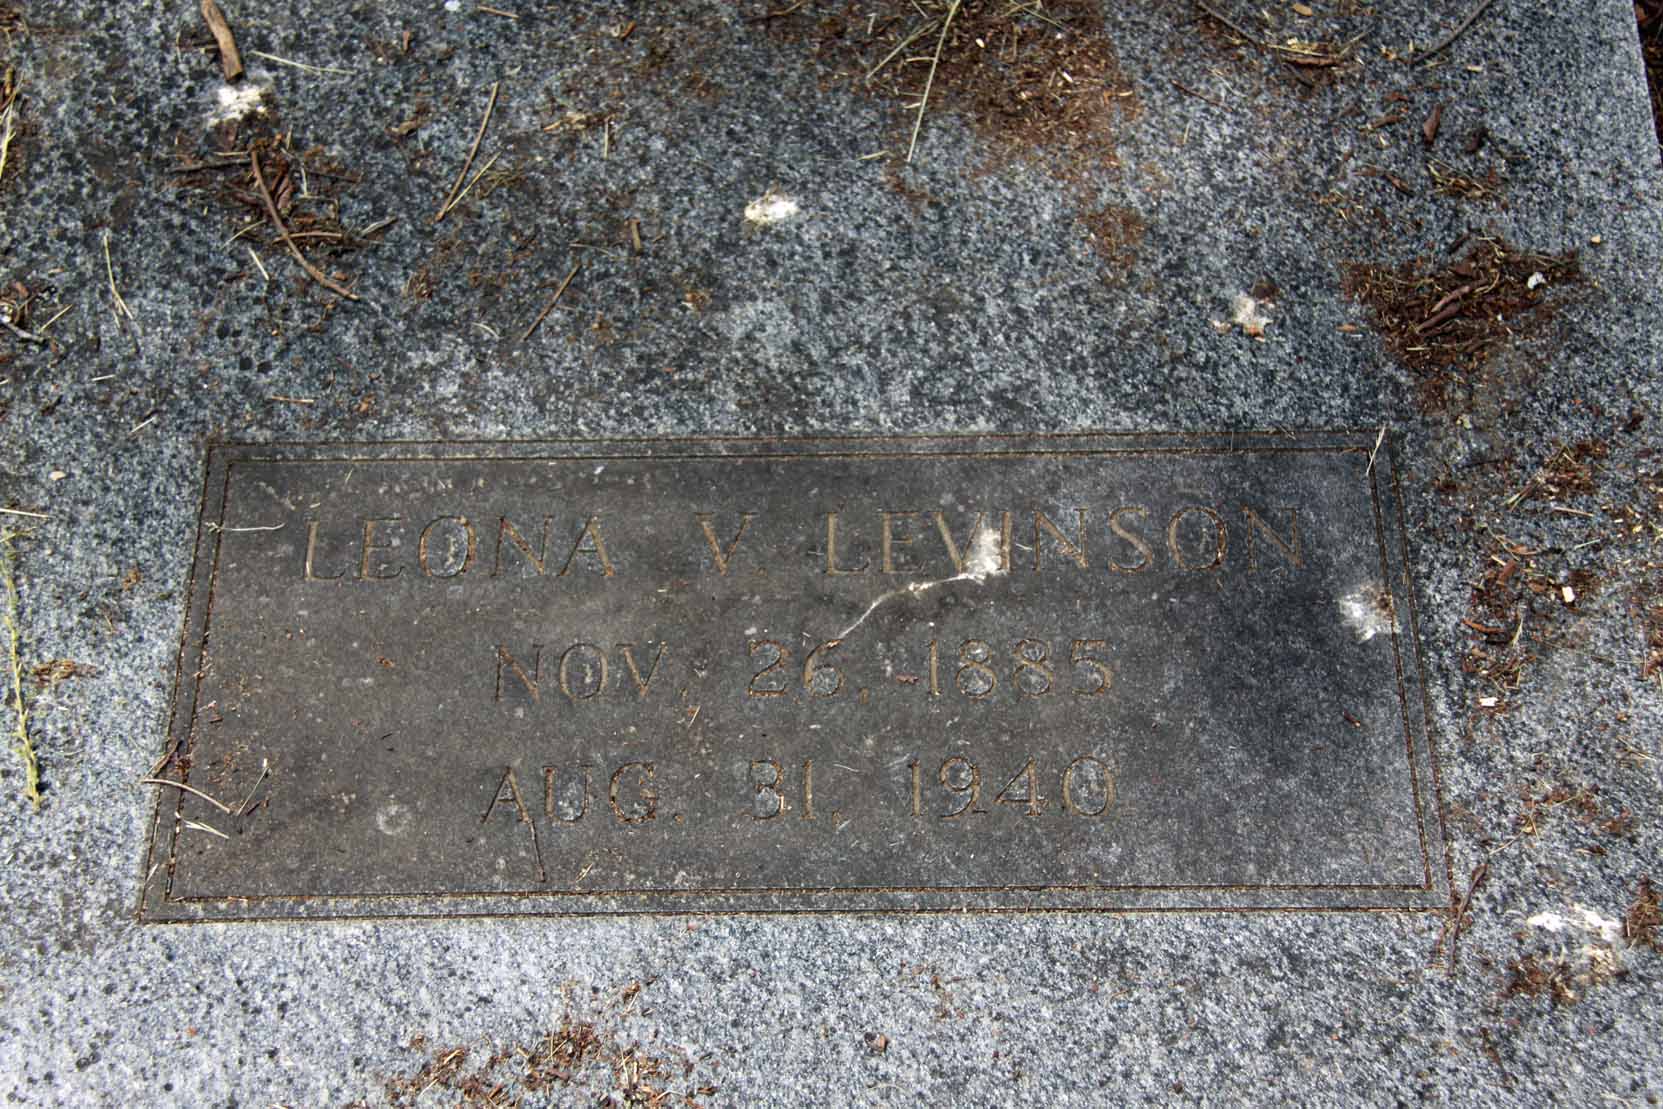 LEONA V. LEVINSON
NOV. 26, 1885
AUG. 31, 1940